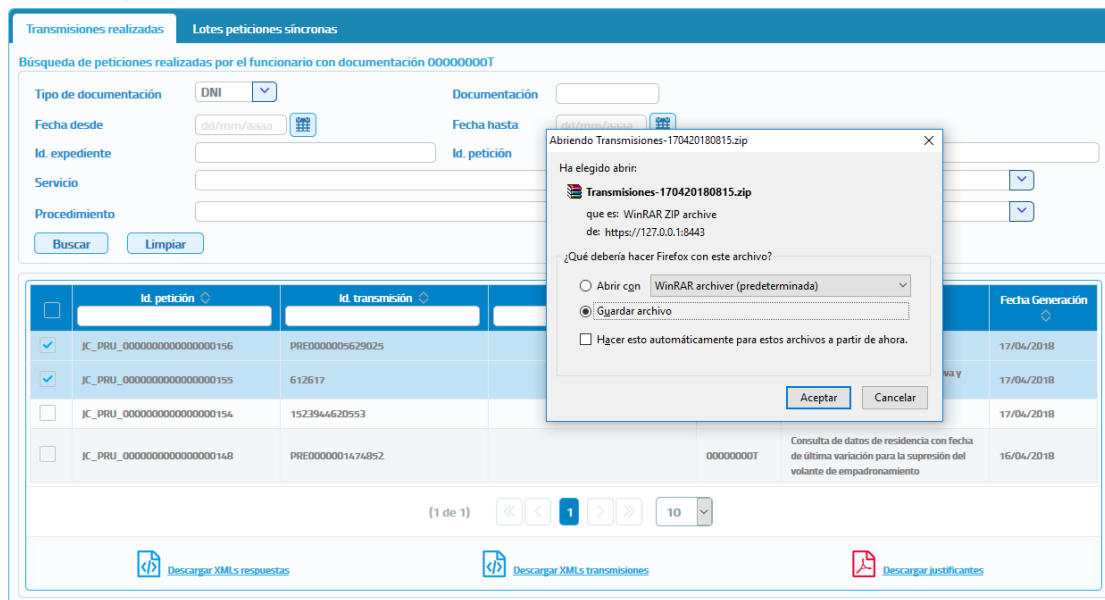 Transmisiones realizadas
Lotes peticiones síncronas
Búsqueda de peticiones realizadas por el funcionario con documentación 00000000T
Tipo de documentación
DNI
Documentación
Fecha desde
dd/mm/aaaa
Fecha hasta
dd/mm/aaaa
Id. expediente
Id. petición
Servicio
Procedimiento
Buscar
Limpiar
Abriendo Transmisiones-170420180815.zip
Ha elegido abrir:
Transmisiones-170420180815.zip
que es: WinRAR ZIP archive
de: https://127.0.0.1:8443
¿Qué debería hacer Firefox con este archivo?
Abrir con
WinRAR archiver (predeterminada)
Guardar archivo
Hacer esto automáticamente para estos archivos a partir de ahora.
Aceptar
Cancelar
Id. petición
Id. transmisión
Fecha Generación
JC_PRU_0000000000000000156
PRE0000005629025
17/04/2018
JC_PRU_0000000000000000155
612617
va y
17/04/2018
JC_PRU_0000000000000000154
1523944620553
17/04/2018
JC_PRU_0000000000000000148
PRE0000001474852
00000000T
Consulta de datos de residencia con fecha
de última variación para la supresión del
volante de empadronamiento
16/04/2018
(1 de 1)
1
10
Descargar XMLs respuestas
Descargar XMLs transmisiones
Descargar justificantes